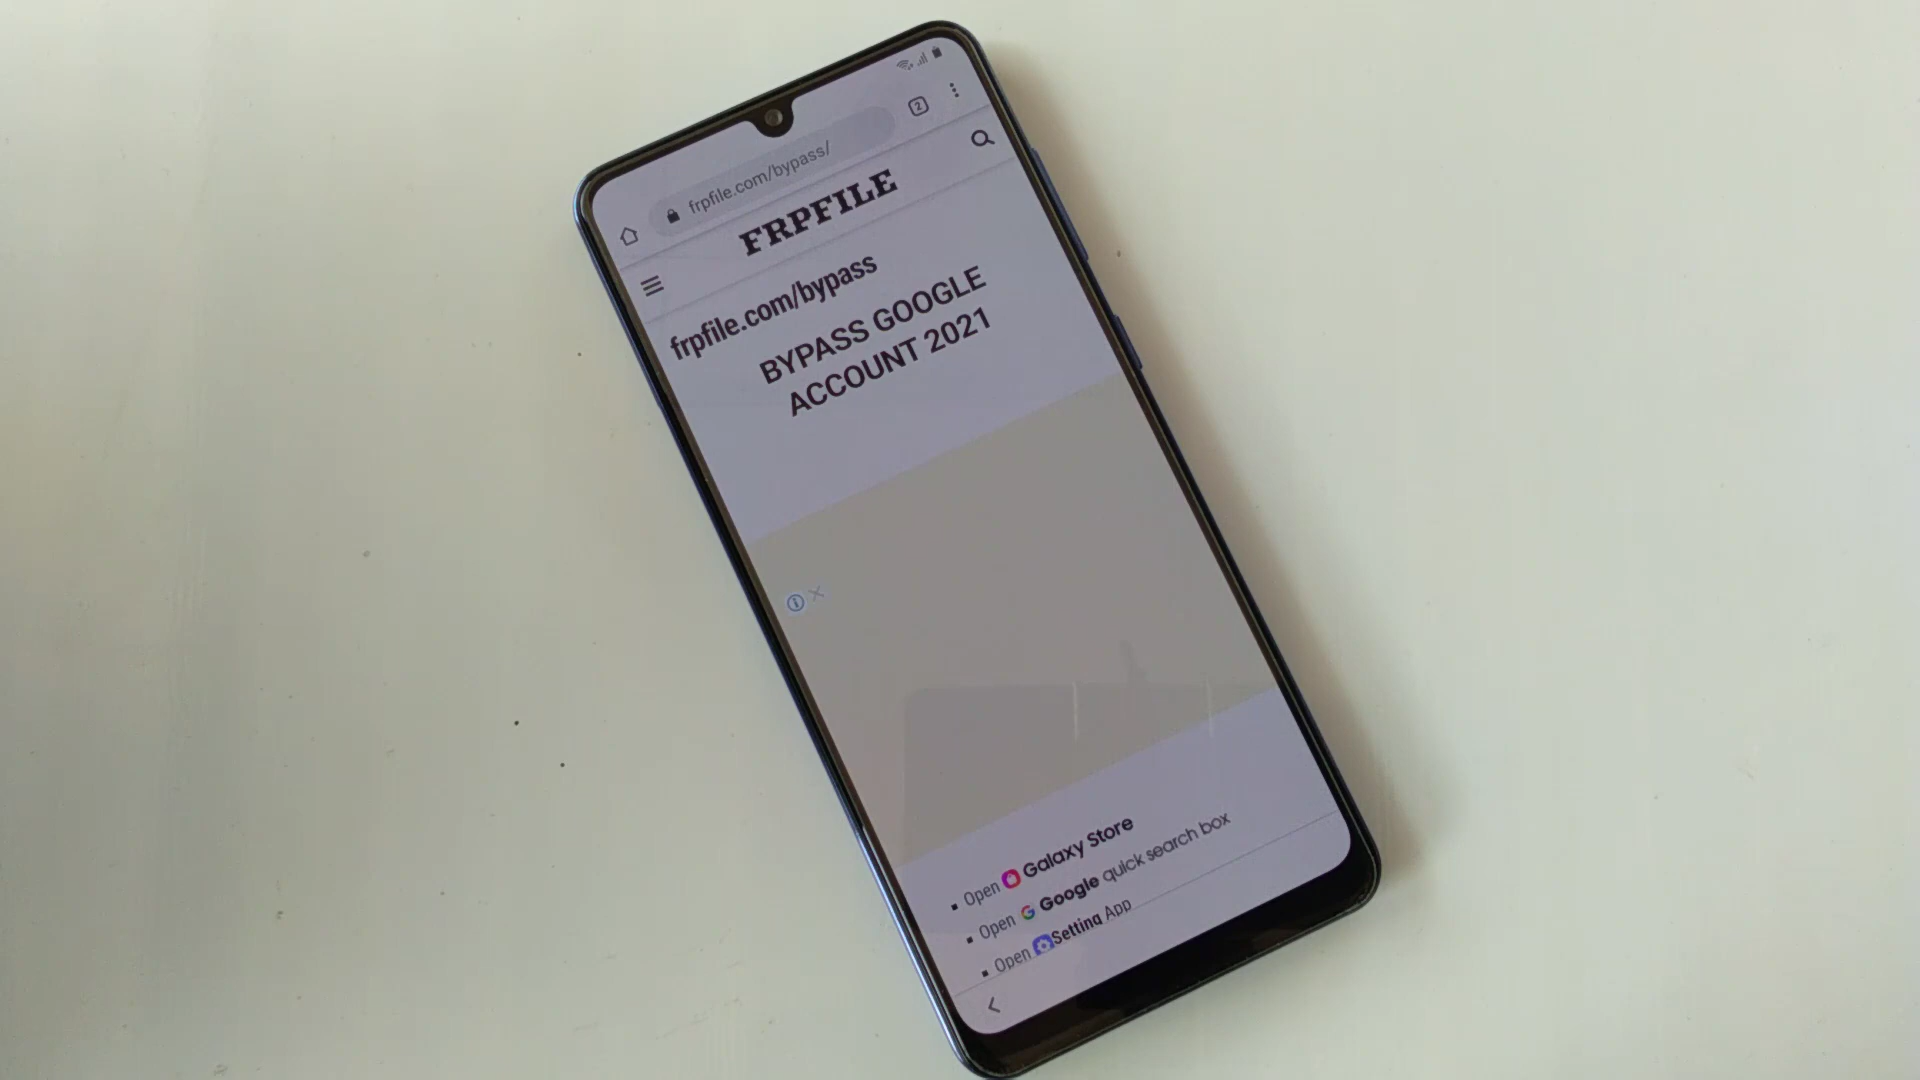 2
frpfile.com/bypass/
FRPFILE
frpfile.com/bypass
BYPASS GOOGLE
ACCOUNT 2021
Open Galaxy Store
Open Google quick search box
Open Setting App